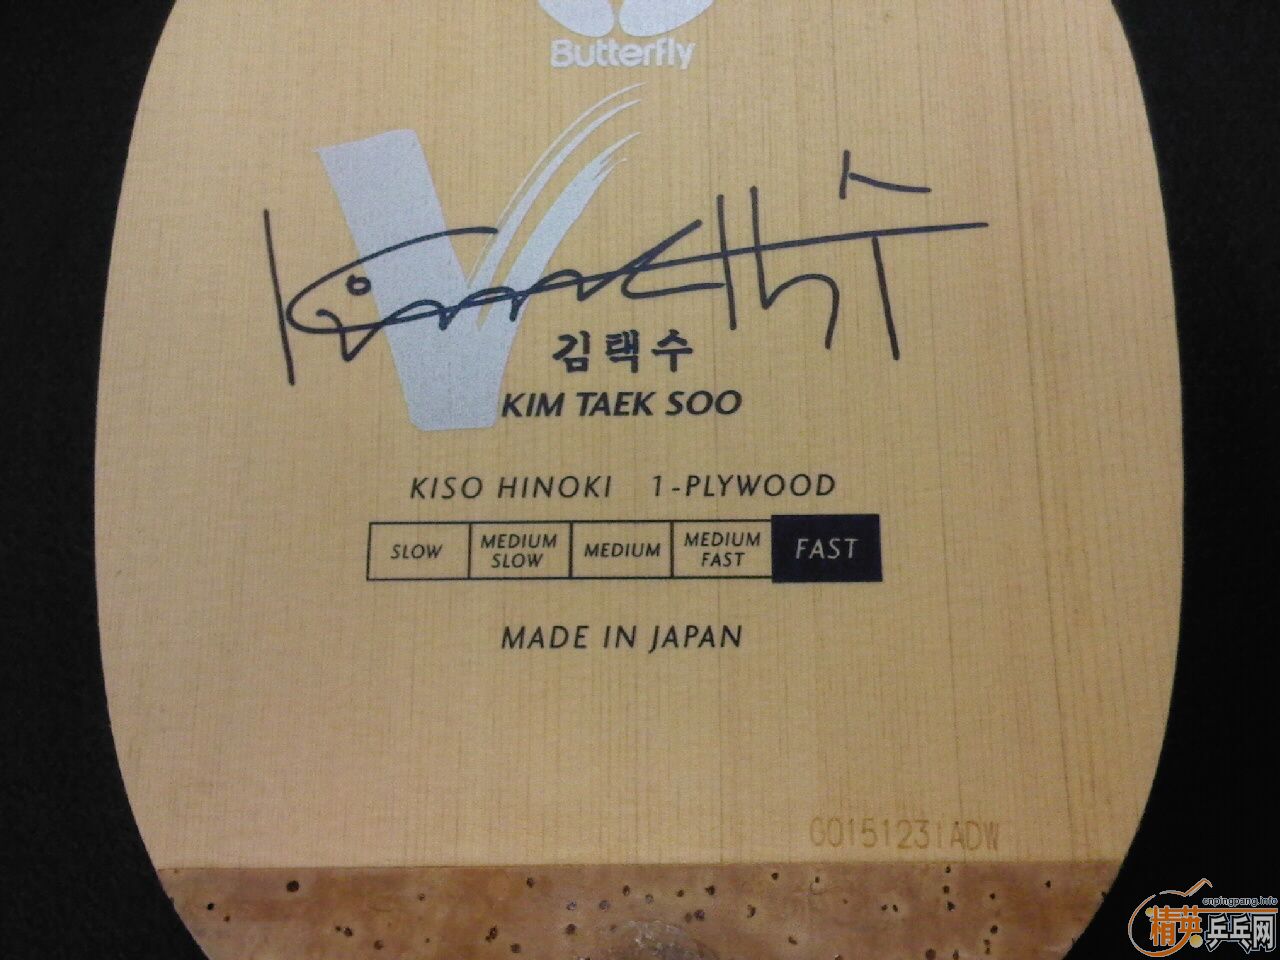 Butterfly
김택수
KIM TAEK SOO
KISO HINOKI 1-PLYWOOD
SLOW
MEDIUM SLOW
MEDIUM
MEDIUM FAST
FAST
MADE IN JAPAN
cnpingpang.info
精英乒乓网